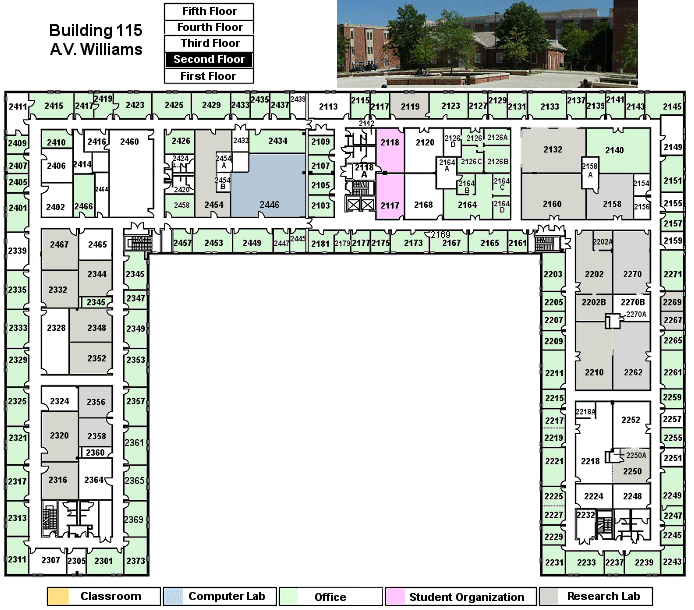 Building 115
A.V. Williams
Fifth Floor
Fourth Floor
Third Floor
Second Floor
First Floor
2411 2415 2417 2419 2423 2425 2429 2433 2435 2437 2439 2113 2115 2117 2119 2123 2127 2129 2131 2133 2137 2139 2141 2143 2145
2112
2409 2410 2416 2460 2426 2432 2434 2109 2118 2120 2126 D 2126 2126A 2132 2140 2149
2407 2406 2414 2424 2454 A 2107 2118 A 2164 A 2126C 2126B 2158 A 2151
2405 2464 2420 2454 B 2105 2164 B 2164 C 2154
2401 2402 2466 2458 2454 2446 2103 2117 2168 2164 2164 D 2160 2158 2156 2155
2157
2339 2467 2465 2457 2453 2449 2447 2445 2181 2179 2177 2175 2173 2169 2167 2165 2161 2202A 2159
2335 2332 2344 2345 2203 2202 2270 2271
2345 2347 2205 2202B 2270B 2269
2333 2328 2348 2349 2207 2270A 2267
2209 2265
2329 2352 2353 2211 2210 2262 2261
2325 2324 2356 2357 2215 2218A 2252 2259
2217 2257
2321 2320 2358 2361 2219 2251
2360 2218 2250A
2317 2316 2364 2365 2221 2250
2225 2224 2248 2249
2313 2369 2227 2232 2247
2245
2311 2307 2305 2301 2373 2231 2233 2237 2239 2243
Classroom Computer Lab Office Student Organization Research Lab